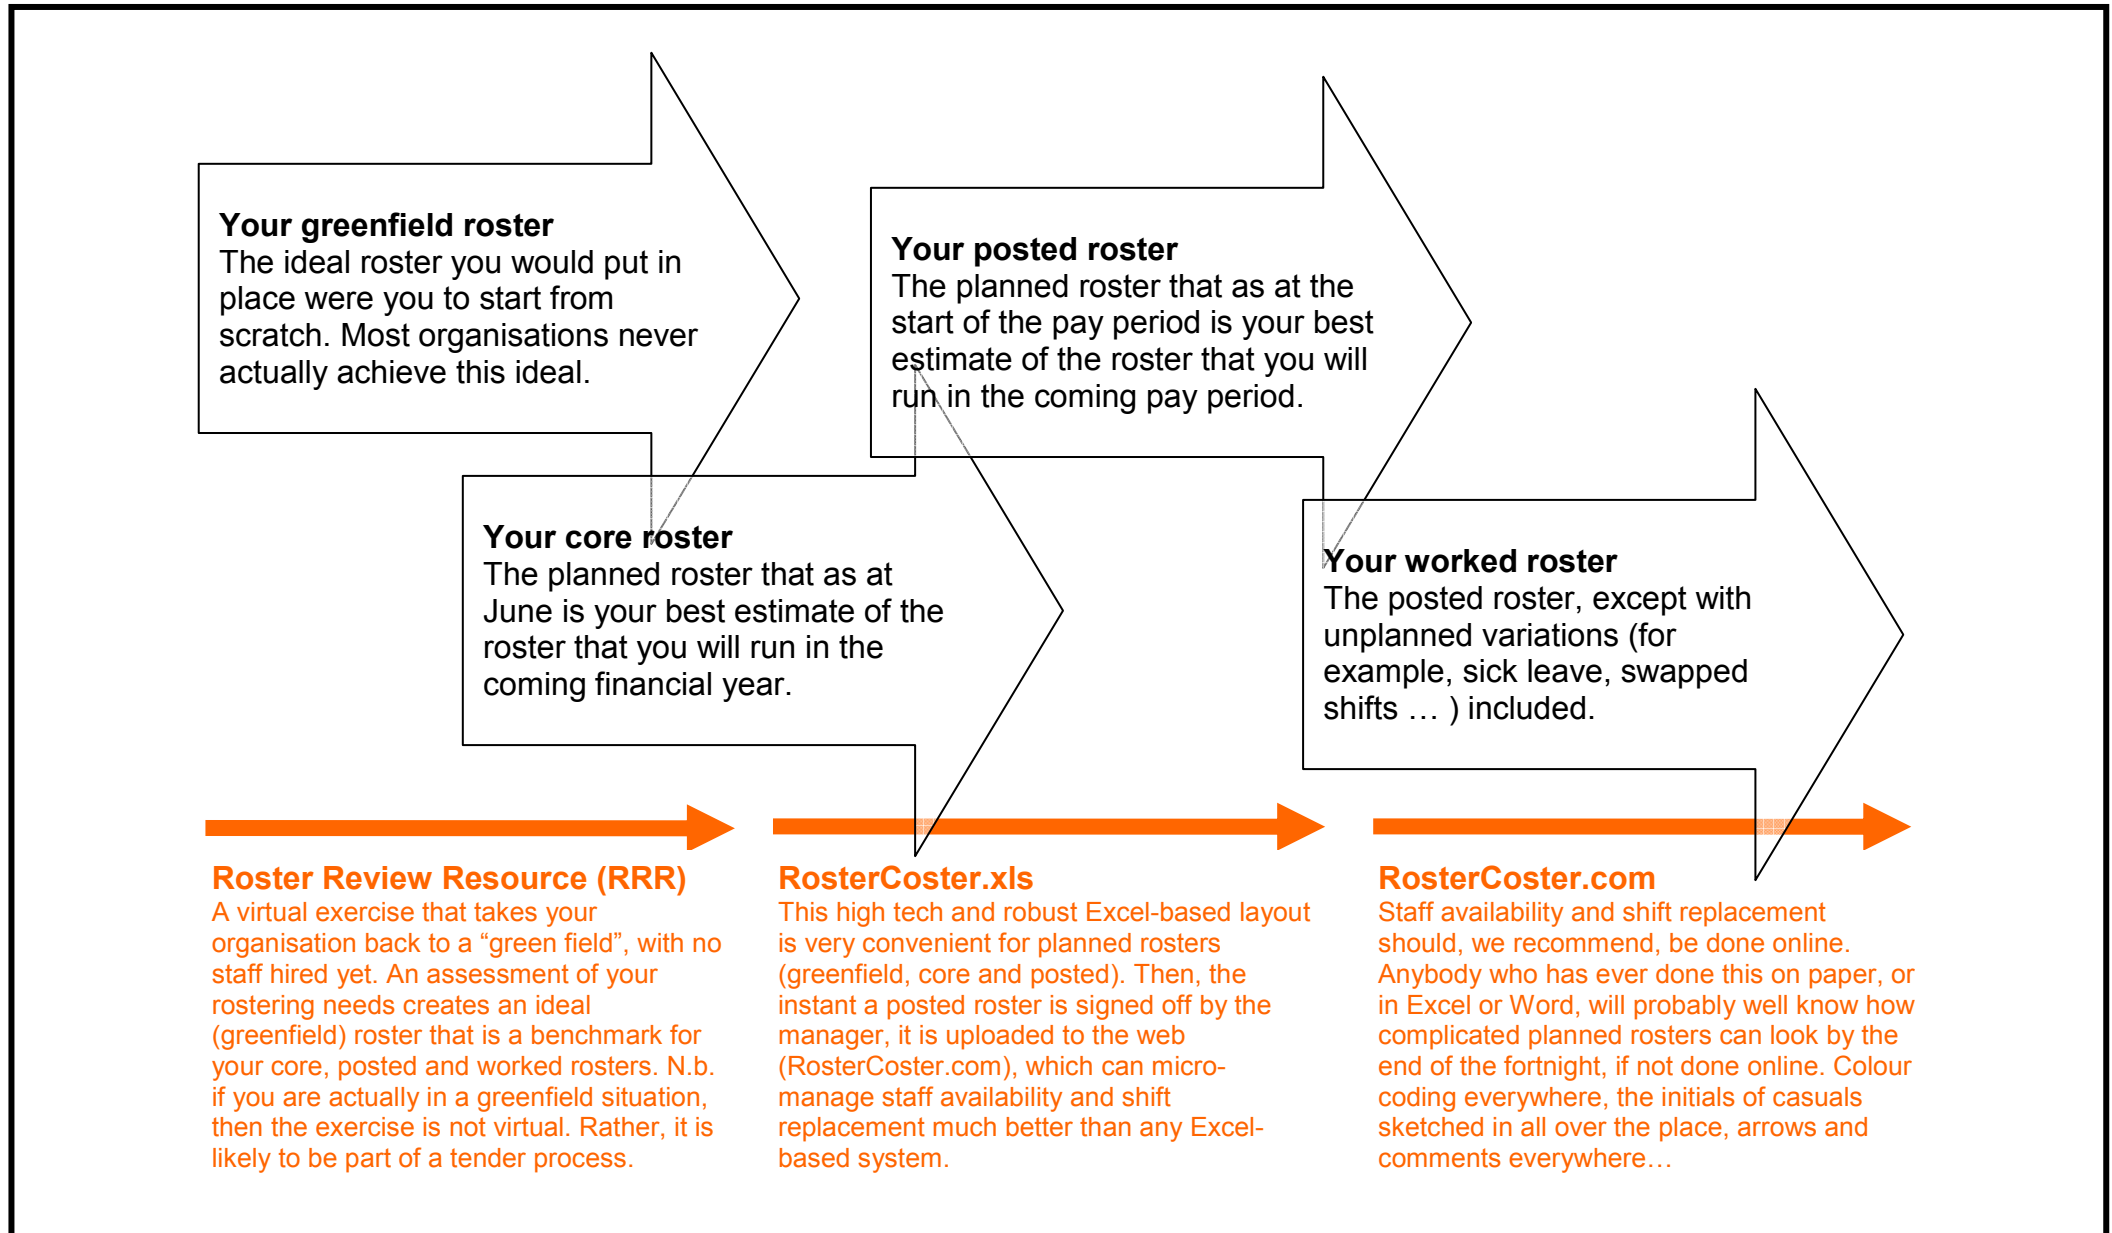 Your greenfield roster
The ideal roster you would put in
place were you to start from
scratch. Most organisations never
actually achieve this ideal.
Your core roster
The planned roster that as at
June is your best estimate of the
roster that you will run in the
coming financial year.
Your posted roster
The planned roster that as at the
start of the pay period is your best
estimate of the roster that you will
run in the coming pay period.
Your worked roster
The posted roster, except with
unplanned variations (for
example, sick leave, swapped
shifts … ) included.
Roster Review Resource (RRR)
A virtual exercise that takes your
organisation back to a “green field”, with no
staff hired yet. An assessment of your
rostering needs creates an ideal
(greenfield) roster that is a benchmark for
your core, posted and worked rosters. N.b.
if you are actually in a greenfield situation,
then the exercise is not virtual. Rather, it is
likely to be part of a tender process.
RosterCoster.xls
This high tech and robust Excel-based layout
is very convenient for planned rosters
(greenfield, core and posted). Then, the
instant a posted roster is signed off by the
manager, it is uploaded to the web
(RosterCoster.com), which can micro-
manage staff availability and shift
replacement much better than any Excel-
based system.
RosterCoster.com
Staff availability and shift replacement
should, we recommend, be done online.
Anybody who has ever done this on paper, or
in Excel or Word, will probably well know how
complicated planned rosters can look by the
end of the fortnight, if not done online. Colour
coding everywhere, the initials of casuals
sketched in all over the place, arrows and
comments everywhere…